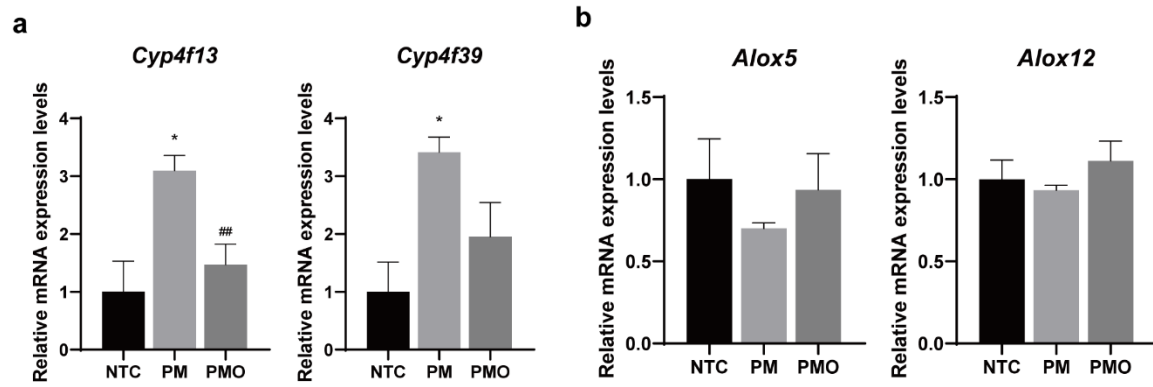 a
Cyp4f13
Relative mRNA expression levels
4
3
2
1
0
*
##
NTC PM PMO
Cyp4f39
Relative mRNA expression levels
4
3
2
1
0
*
NTC PM PMO
b
Alox5
Relative mRNA expression levels
1.5
1.0
0.5
0.0
NTC PM PMO
Alox12
Relative mRNA expression levels
1.5
1.0
0.5
0.0
NTC PM PMO